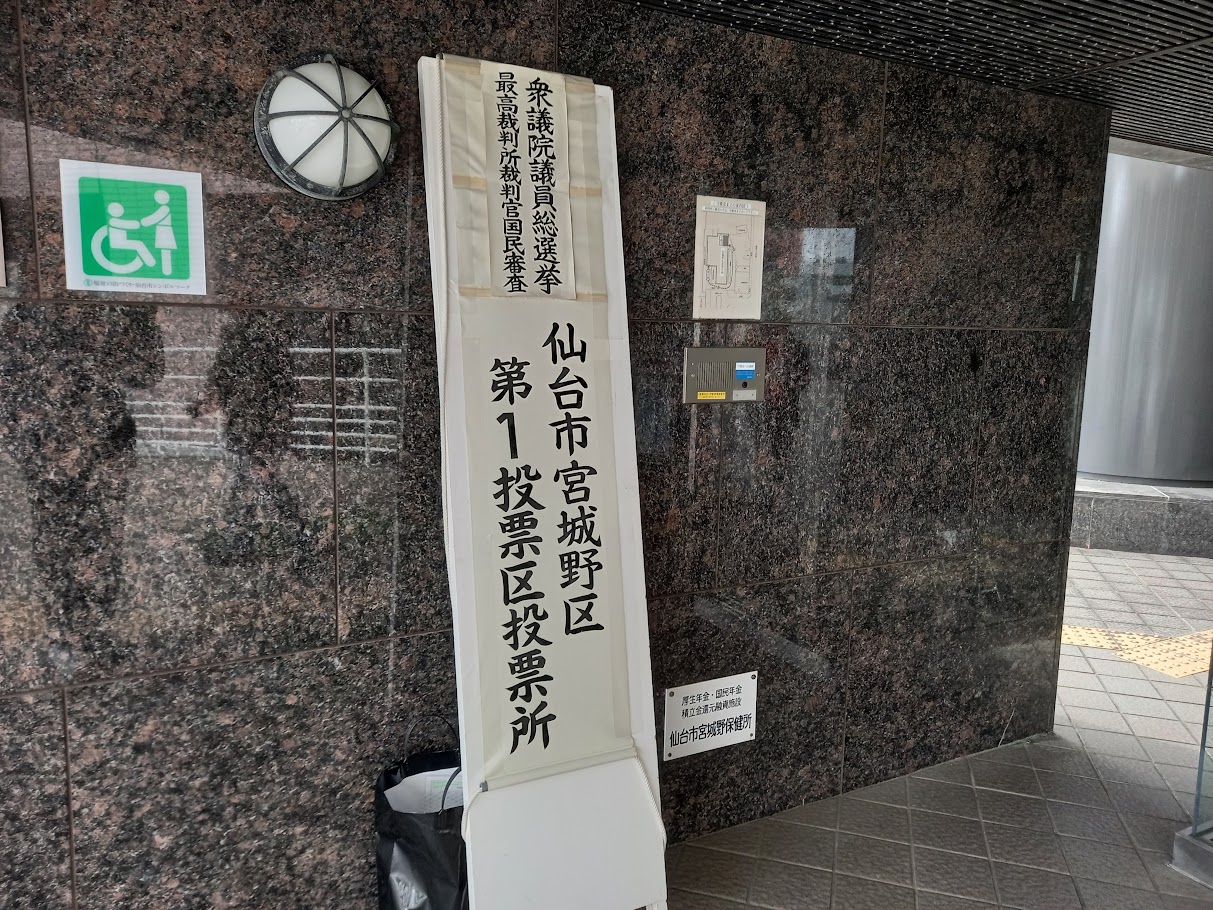 衆議院議員総選挙
最高裁判所裁判官国民審査
仙台市宮城野区
第1投票区投票所
厚生年金・国民年金
積立金還元融資施設
仙台市宮城野保健所